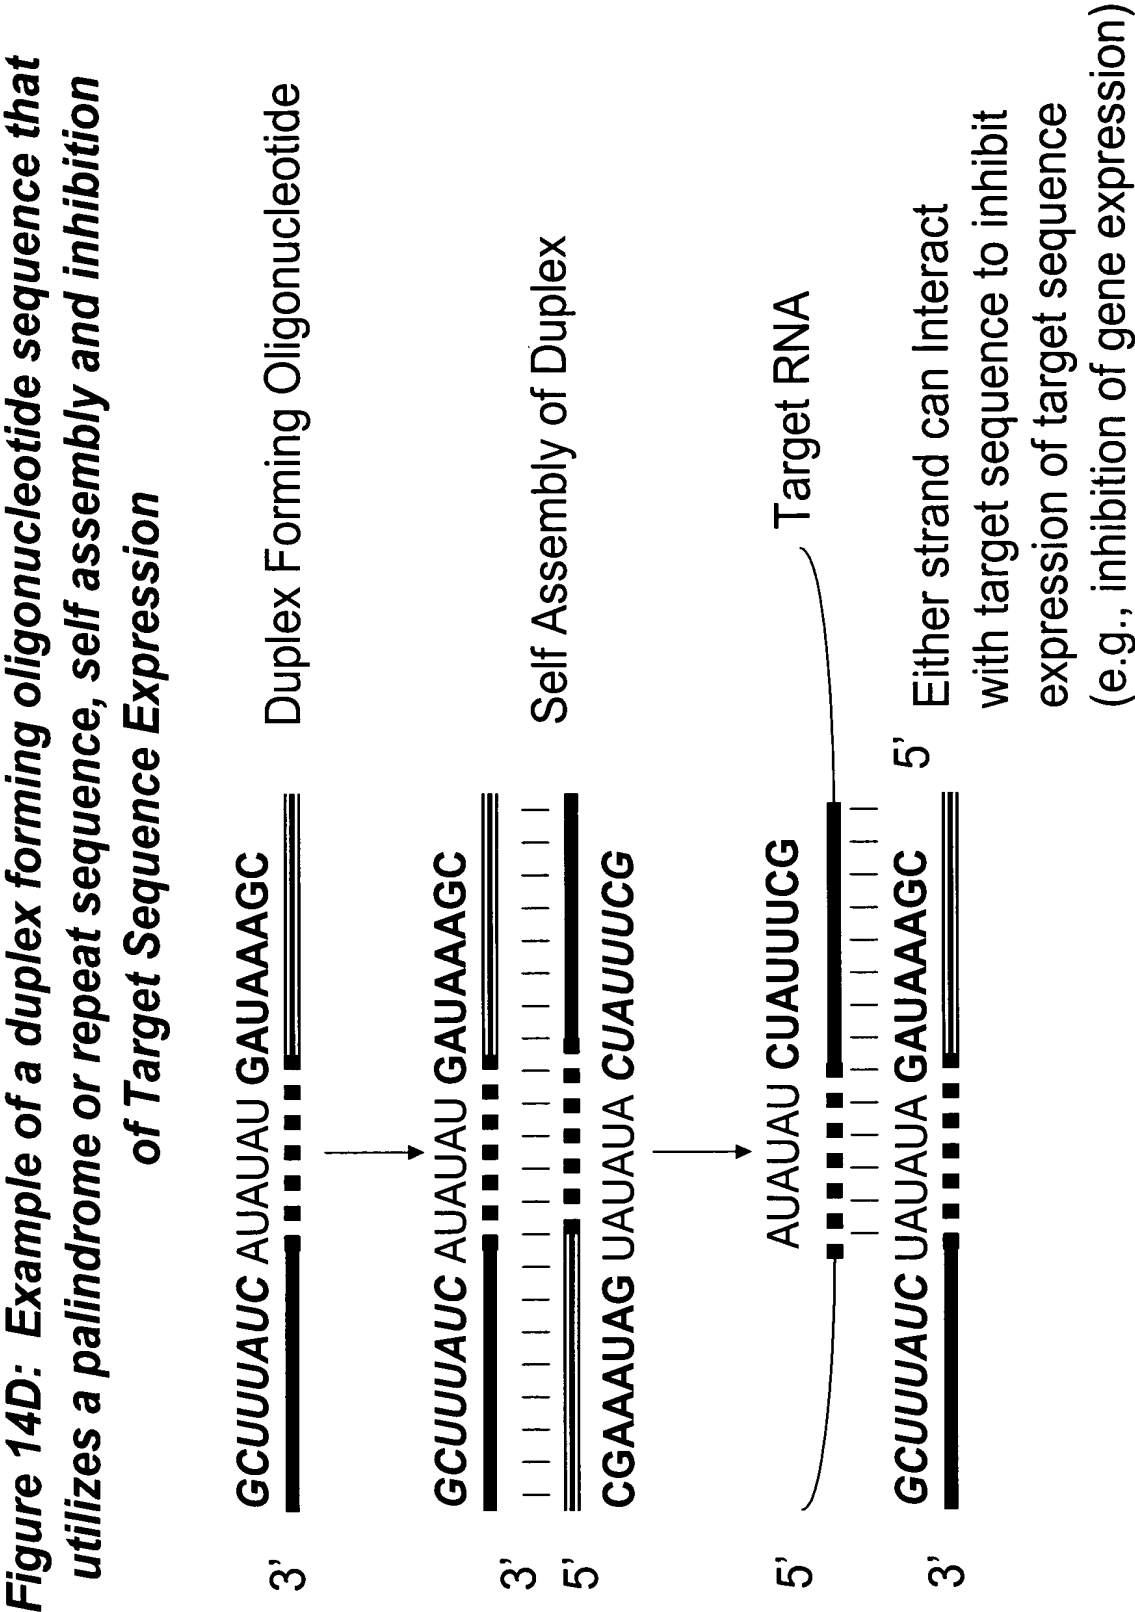 Figure 14D: Example of a duplex forming oligonucleotide sequence that
utilizes a palindrome or repeat sequence, self assembly and inhibition
of Target Sequence Expression
GCUUUAUC AUAUAU GAUAAAGC
3' Duplex Forming Oligonucleotide
GCUUUAUC AUAUAU GAUAAAGC
3'
Self Assembly of Duplex
5'
CGAAAUAG UAUAUA CUAUUUCG
AUAUAU CUAUUUCG
5' Target RNA
GCUUUAUC UAUAUA GAUAAAGC 5'
3'
Either strand can Interact
with target sequence to inhibit
expression of target sequence
(e.g., inhibition of gene expression)